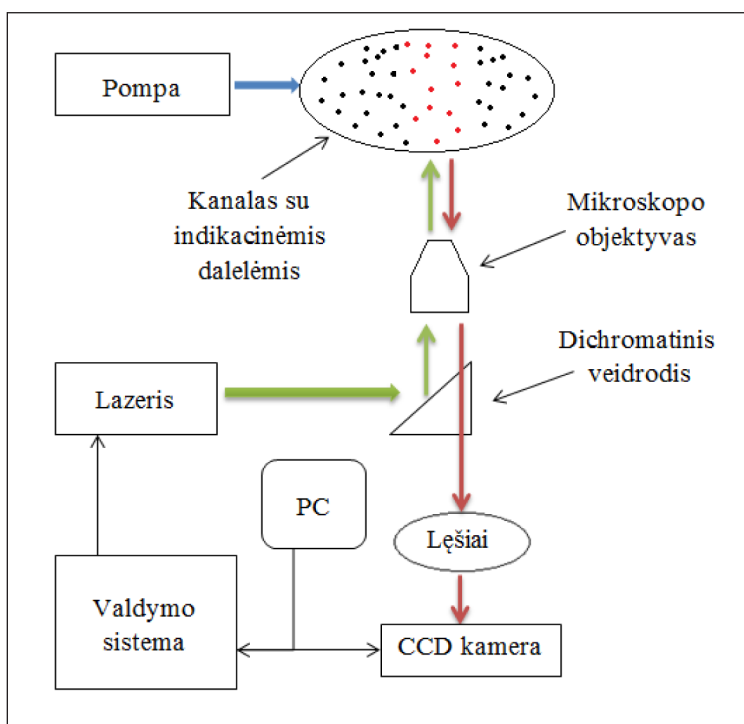 Pompa
Kanalas su
indikacinėmis
dalelėmis
Mikroskopo
objektyvas
Dichromatinis
veidrodis
Lazeris
PC
Lęšiai
Valdymo
sistema
CCD kamera